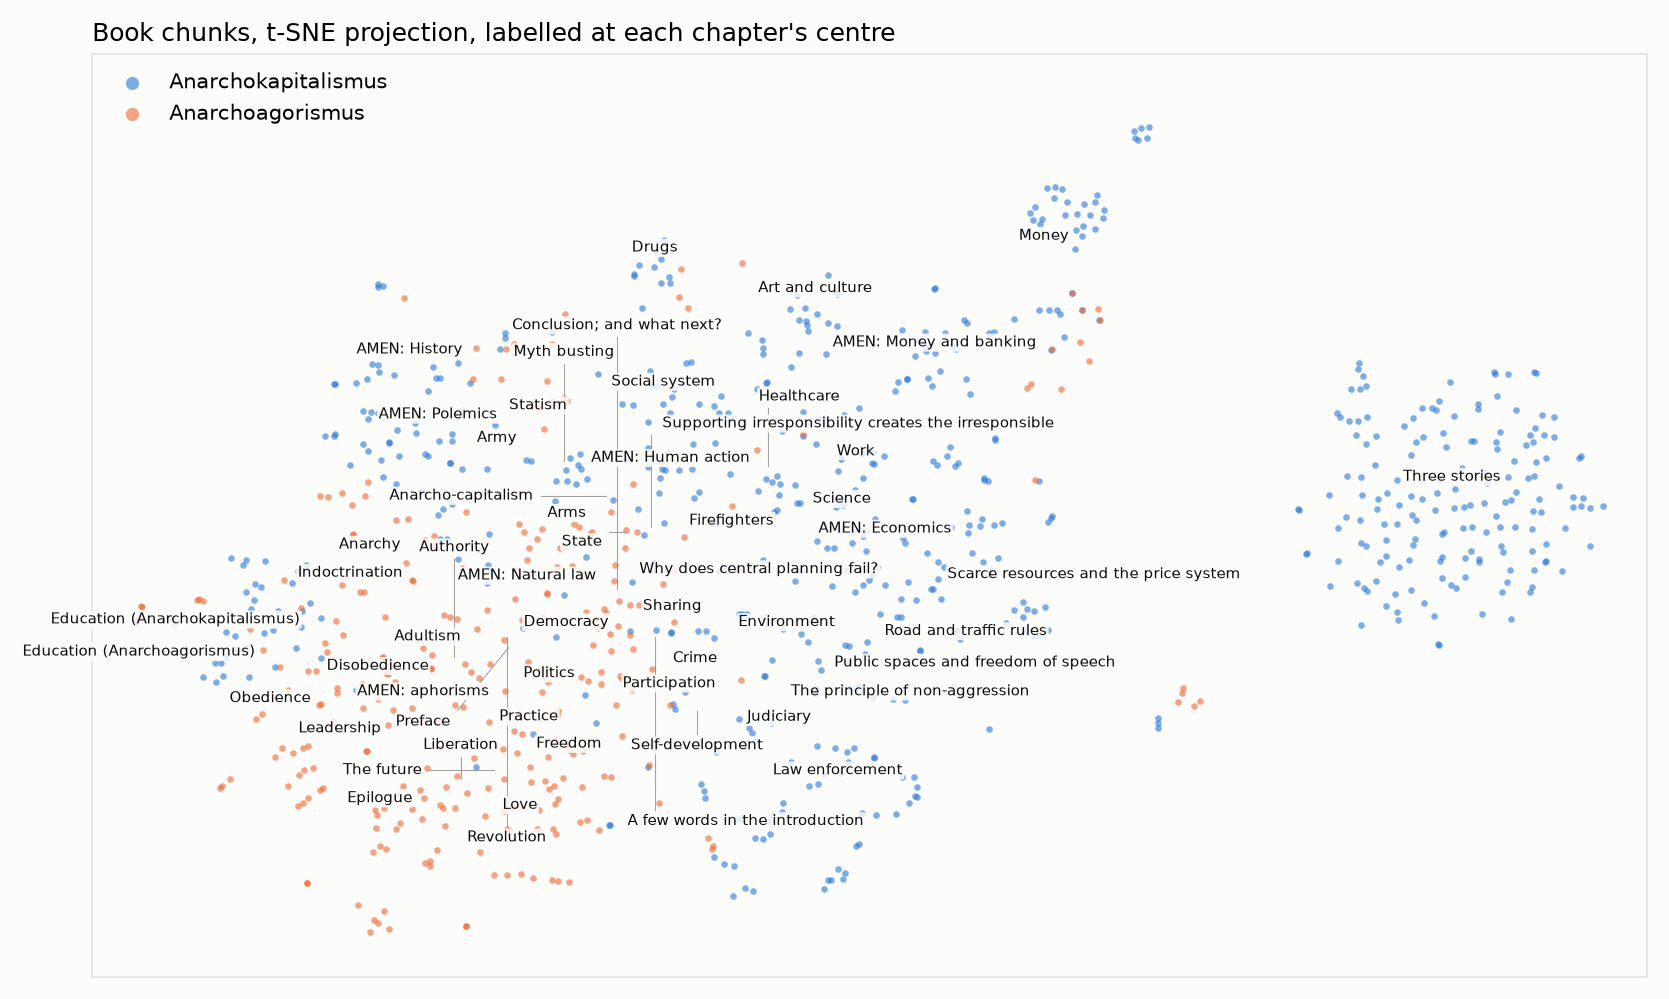 Book chunks, t-SNE projection, labelled at each chapter's centre
Anarchokapitalismus
Anarchoagorismus
Money
Drugs
Art and culture
Conclusion; and what next?
AMEN: Money and banking
AMEN: History
Myth busting
Social system
Healthcare
Statism
AMEN: Polemics
Supporting irresponsibility creates the irresponsible
Army
Work
AMEN: Human action
Three stories
Anarcho-capitalism
Science
Arms
Firefighters
AMEN: Economics
State
Anarchy
Authority
Why does central planning fail?
Indoctrination
AMEN: Natural law
Scarce resources and the price system
Sharing
Education (Anarchokapitalismus)
Democracy
Environment
Road and traffic rules
Adultism
Education (Anarchoagorismus)
Crime
Public spaces and freedom of speech
Disobedience
Politics
Participation
AMEN: aphorisms
The principle of non-aggression
Obedience
Practice
Judiciary
Preface
Leadership
Liberation
Freedom
Self-development
The future
Law enforcement
Epilogue
Love
A few words in the introduction
Revolution